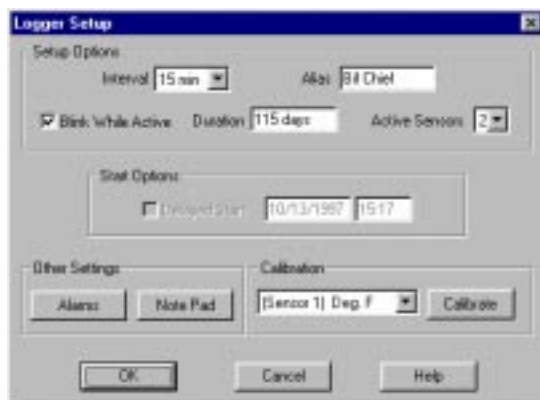 Logger Setup
Setup Options
Interval 15 min Alias
Blink While Active Duration 115 days Active Sensors 2
Start Options
Delayed Start 10/13/1997 15:17
Other Settings
Alarms Note Pad
Calibration
(Sensor 1) Deg. F Calibrate
OK Cancel Help